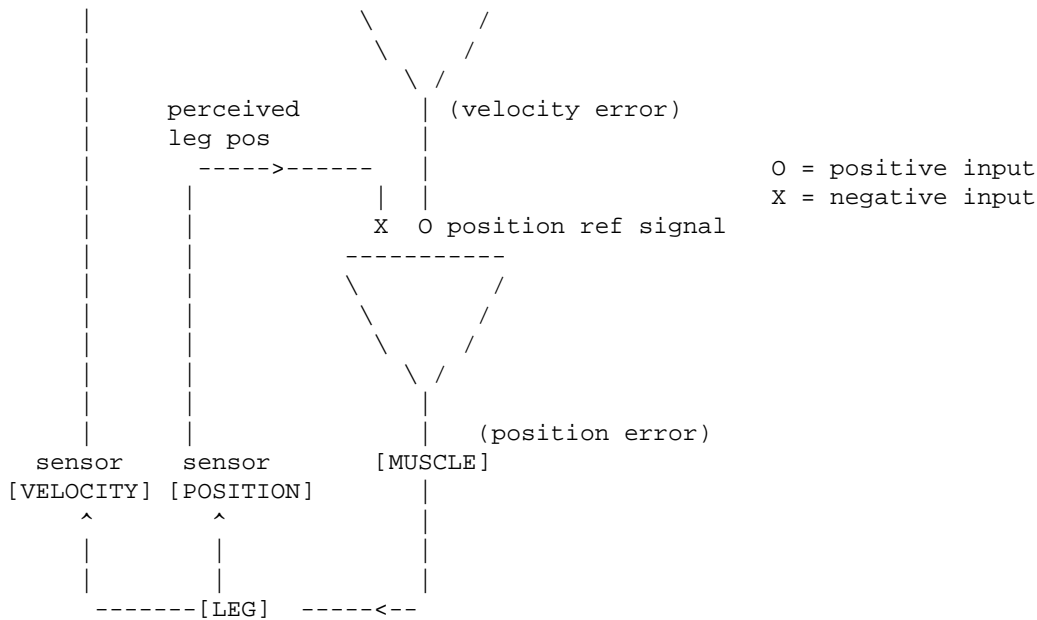 (velocity error)
perceived
leg pos
----->------
O = positive input
X = negative input
X O position ref signal
-----------
(position error)
sensor sensor [MUSCLE]
[VELOCITY] [POSITION]
^ ^
-------[LEG] -----<--